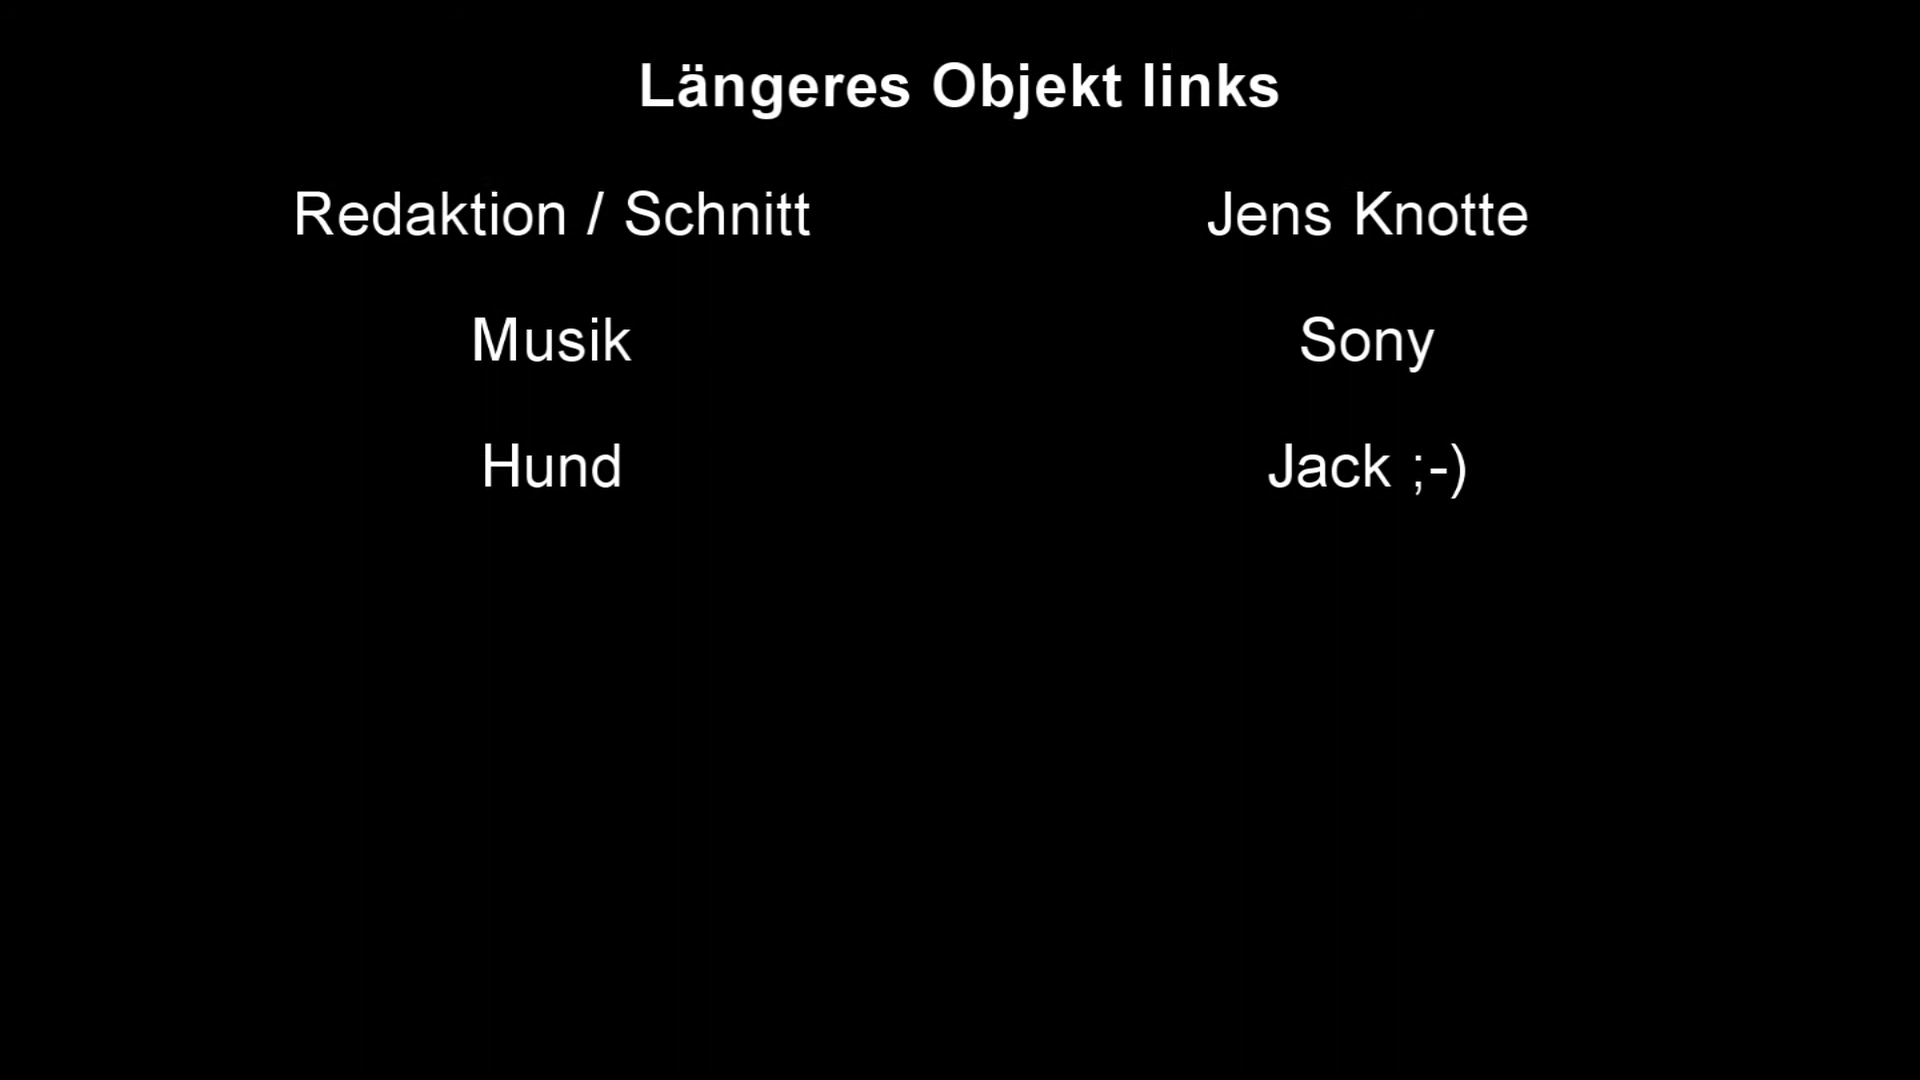 Längeres Objekt links
Redaktion / Schnitt Jens Knotte
Musik Sony
Hund Jack ;-)